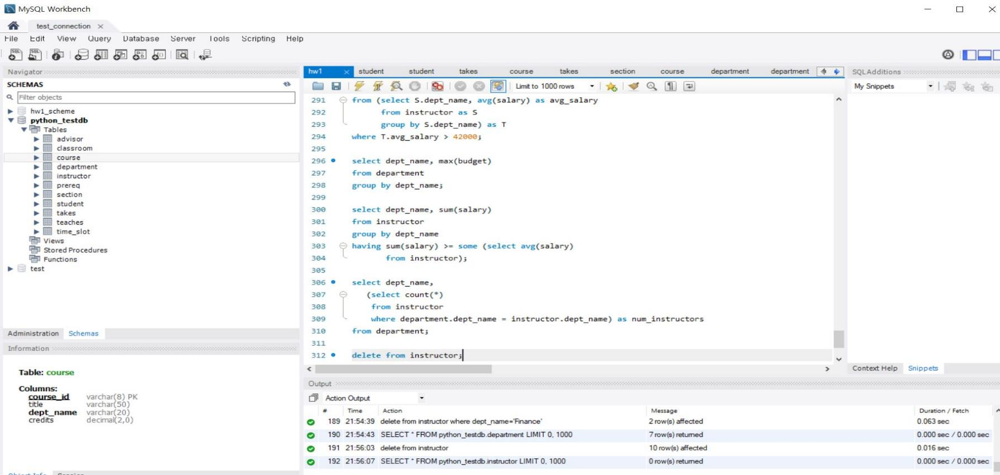 MySQL Workbench
test_connection
File Edit View Query Database Server Tools Scripting Help
Navigator
SCHEMAS
Filter objects
hw1_scheme
python_testdb
Tables
advisor
classroom
course
department
instructor
prereq
section
student
takes
teaches
time_slot
Views
Stored Procedures
Functions
test
Administration Schemas
Information
Table: course
Columns:
course_id varchar(8) PK
title varchar(50)
dept_name varchar(20)
credits decimal(2,0)
Object Info Session
hw1 student student takes course takes section course department department
Limit to 1000 rows
291 from (select S.dept_name, avg(salary) as avg_salary
292 from instructor as S
293 group by S.dept_name) as T
294 where T.avg_salary > 42000;
295
296 select dept_name, max(budget)
297 from department
298 group by dept_name;
299
300 select dept_name, sum(salary)
301 from instructor
302 group by dept_name
303 having sum(salary) >= some (select avg(salary)
304 from instructor);
305
306 select dept_name,
307 (select count(*)
308 from instructor
309 where department.dept_name = instructor.dept_name) as num_instructors
310 from department;
311
312 delete from instructor;
SQLAdditions
My Snippets
Context Help Snippets
Output
Action Output
# Time Action Message Duration / Fetch
189 21:54:39 delete from instructor where dept_name='Finance' 2 row(s) affected 0.063 sec
190 21:54:43 SELECT * FROM python_testdb.department LIMIT 0, 1000 7 row(s) returned 0.000 sec / 0.000 sec
191 21:56:03 delete from instructor 10 row(s) affected 0.016 sec
192 21:56:07 SELECT * FROM python_testdb.instructor LIMIT 0, 1000 0 row(s) returned 0.000 sec / 0.000 sec